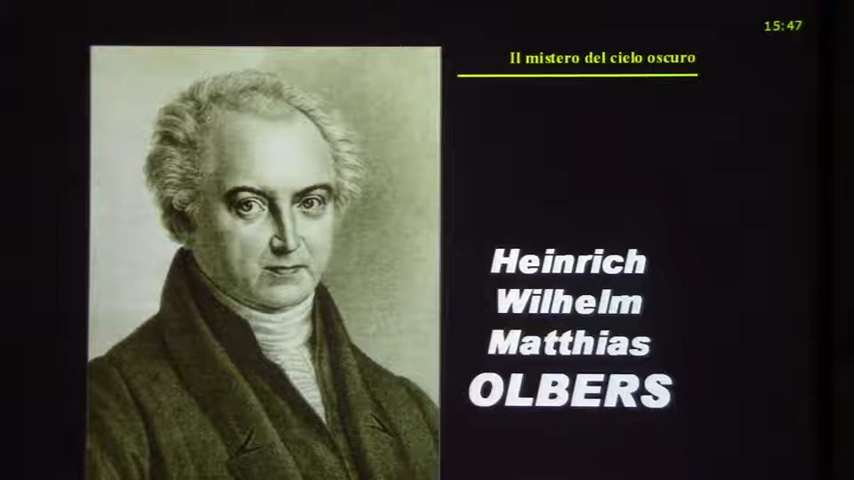 15:47
Il mistero del cielo oscuro
Heinrich
Wilhelm
Matthias
OLBERS